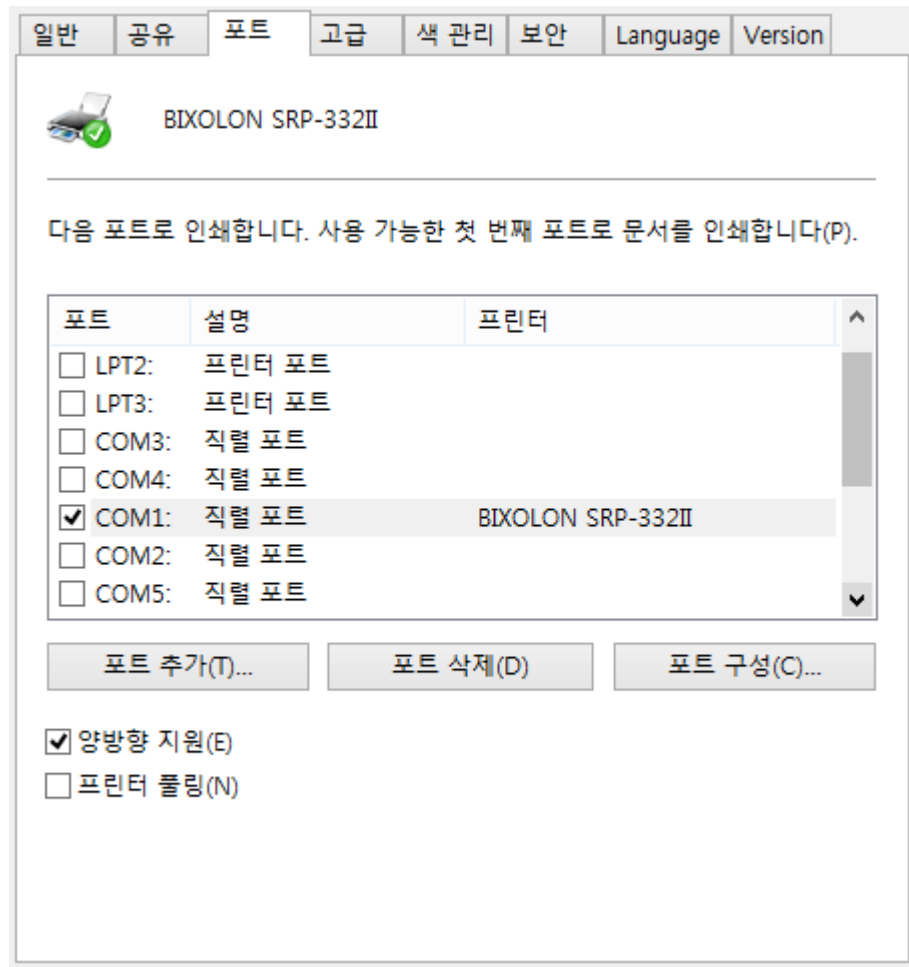 일반 공유 포트 고급 색 관리 보안 Language Version
BIXOLON SRP-332II
다음 포트로 인쇄합니다. 사용 가능한 첫 번째 포트로 문서를 인쇄합니다(P).
포트 설명 프린터
LPT2: 프린터 포트
LPT3: 프린터 포트
COM3: 직렬 포트
COM4: 직렬 포트
COM1: 직렬 포트 BIXOLON SRP-332II
COM2: 직렬 포트
COM5: 직렬 포트
포트 추가(T)... 포트 삭제(D) 포트 구성(C)...
양방향 지원(E)
프린터 풀링(N)